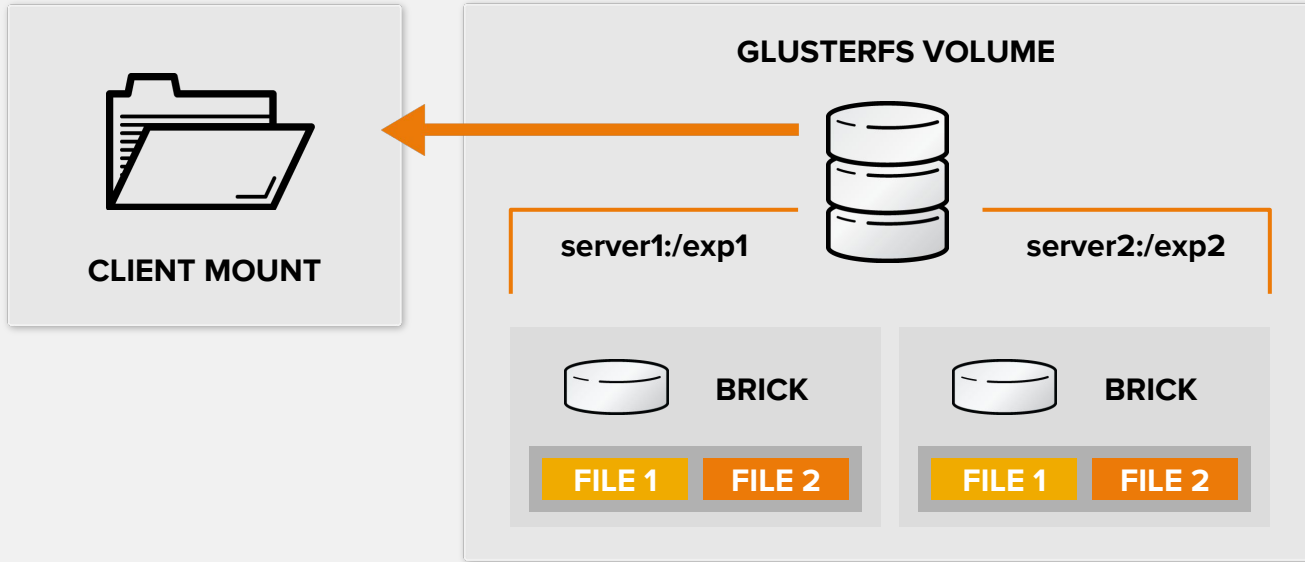 GLUSTERFS VOLUME
CLIENT MOUNT
server1:/exp1
server2:/exp2
BRICK
FILE 1
FILE 2
BRICK
FILE 1
FILE 2